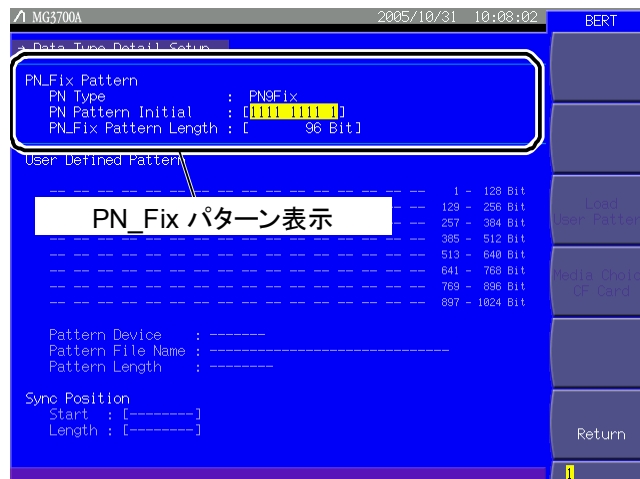 MG3700A 2005/10/31 10:08:02 BERT
→ Data Type Detail Setup
PN_Fix Pattern
PN Type : PN9Fix
PN Pattern Initial : [1111 1111 1]
PN_Fix Pattern Length : [ 96 Bit]
User Defined Pattern
-- -- -- -- -- -- -- -- -- -- -- -- -- -- -- -- 1 - 128 Bit
129 - 256 Bit
257 - 384 Bit
PN_Fix パターン表示
-- -- -- -- -- -- -- -- -- -- -- -- -- -- -- -- 385 - 512 Bit
-- -- -- -- -- -- -- -- -- -- -- -- -- -- -- -- 513 - 640 Bit
-- -- -- -- -- -- -- -- -- -- -- -- -- -- -- -- 641 - 768 Bit
-- -- -- -- -- -- -- -- -- -- -- -- -- -- -- -- 769 - 896 Bit
-- -- -- -- -- -- -- -- -- -- -- -- -- -- -- -- 897 - 1024 Bit
Load
User Patter
Media Choic
CF Card
Pattern Device : -------
Pattern File Name : ------------------------------
Pattern Length : --------
Sync Position
Start : [--------]
Length : [--------]
Return
1